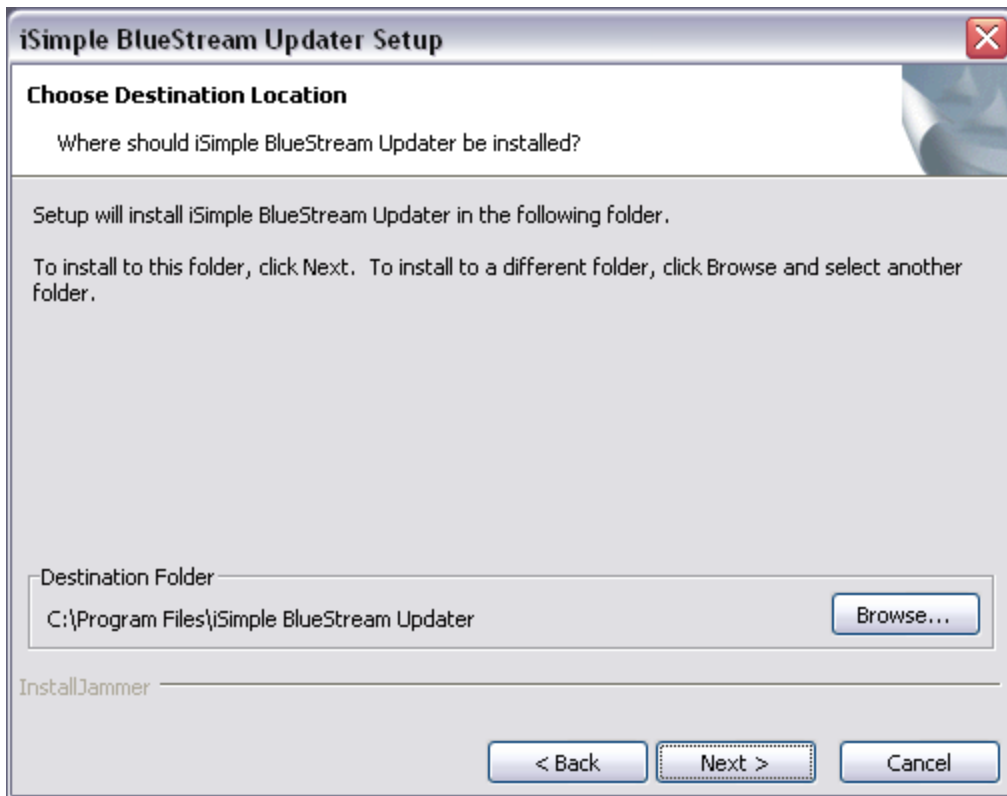 iSimple BlueStream Updater Setup
Choose Destination Location
Where should iSimple BlueStream Updater be installed?
Setup will install iSimple BlueStream Updater in the following folder.
To install to this folder, click Next.  To install to a different folder, click Browse and select another
folder.
Destination Folder
C:\Program Files\iSimple BlueStream Updater
Browse...
InstallJammer
< Back
Next >
Cancel